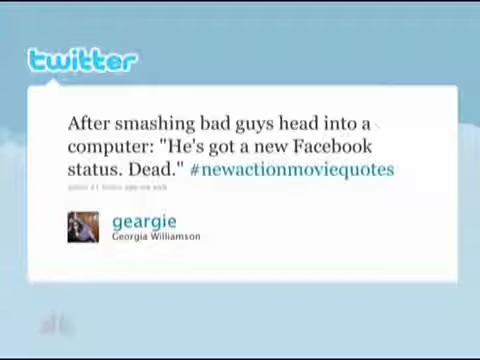 twitter
After smashing bad guys head into a
computer: "He's got a new Facebook
status. Dead." #newactionmoviequotes
geargie
Georgia Williamson